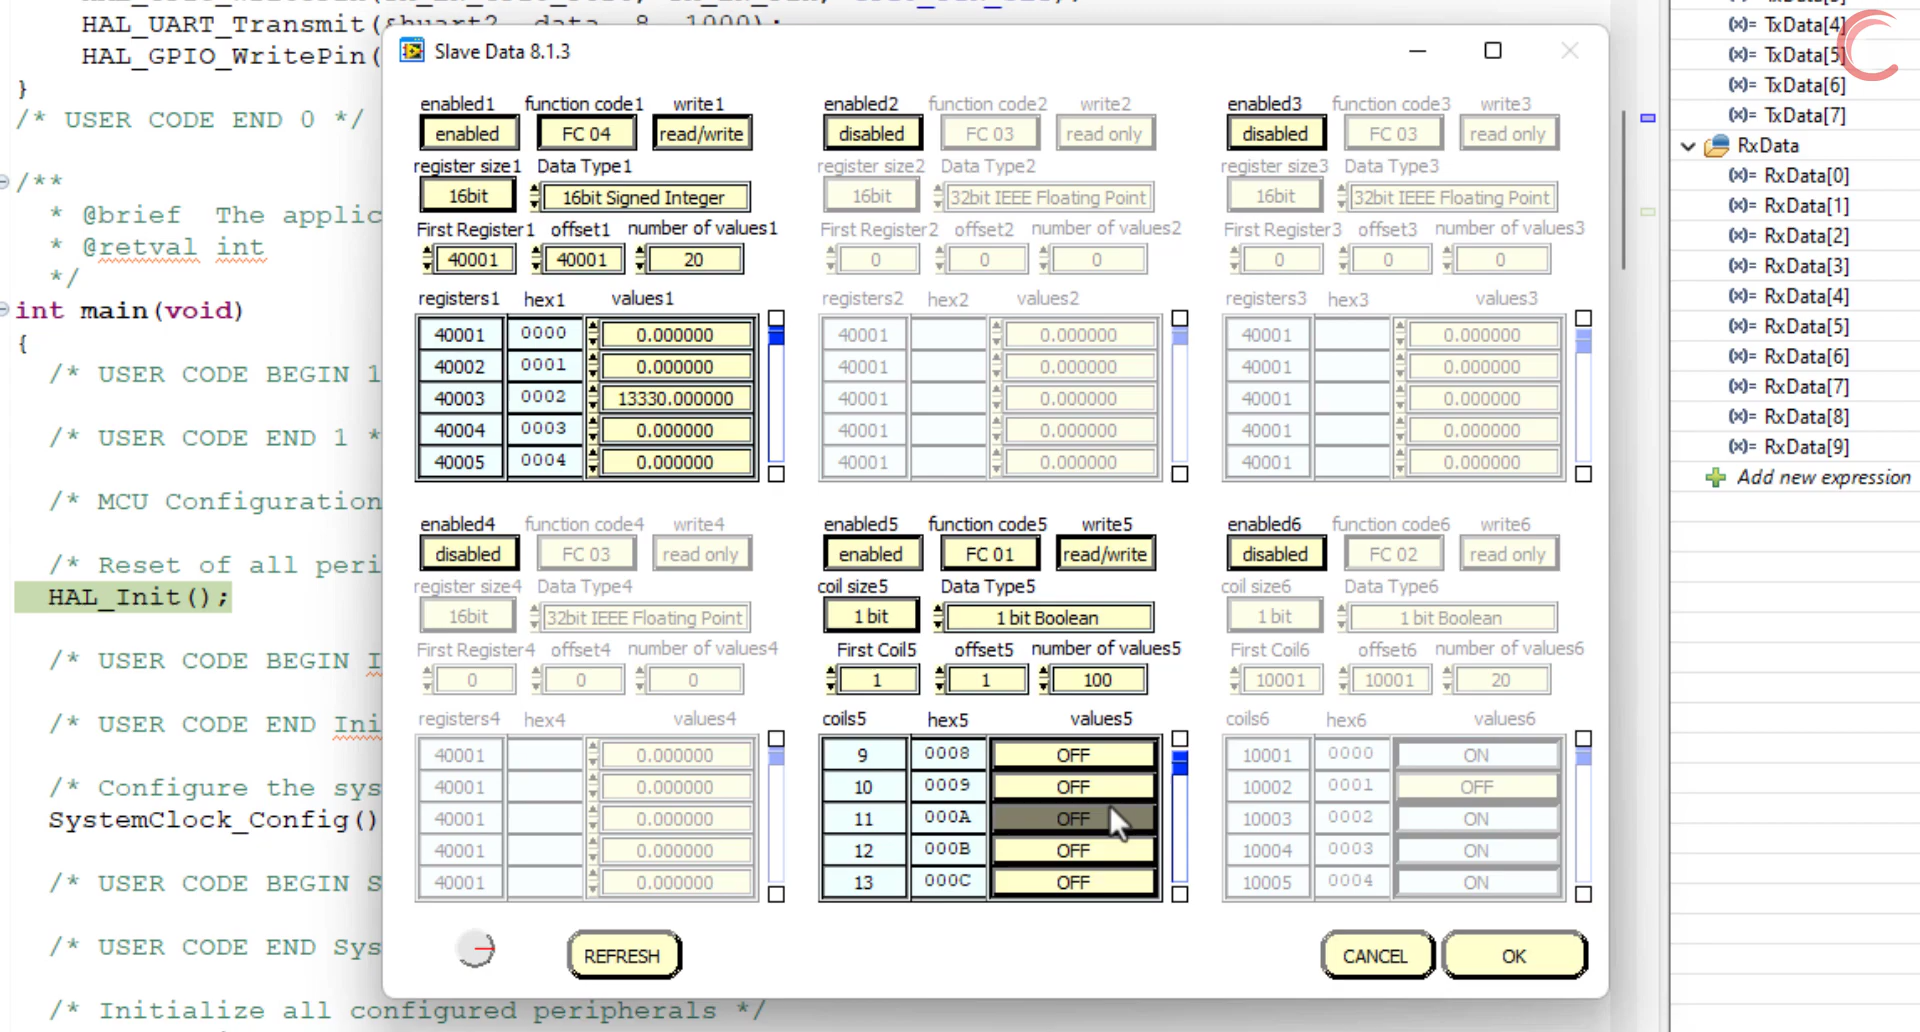 HAL_UART_Transmit(&huart2, data, 8, 1000);
HAL_GPIO_WritePin(
}
/* USER CODE END 0 */
/**
* @brief The applic
* @retval int
*/
int main(void)
{
/* USER CODE BEGIN 1
/* USER CODE END 1 *
/* MCU Configuration
/* Reset of all peri
HAL_Init();
/* USER CODE BEGIN I
/* USER CODE END Ini
/* Configure the sys
SystemClock_Config()
/* USER CODE BEGIN S
/* USER CODE END Sys
/* Initialize all configured peripherals */
Slave Data 8.1.3
enabled1 function code1 write1
enabled FC 04 read/write
register size1 Data Type1
16bit 16bit Signed Integer
First Register1 offset1 number of values1
40001 40001 20
registers1 hex1 values1
40001 0000 0.000000
40002 0001 0.000000
40003 0002 13330.000000
40004 0003 0.000000
40005 0004 0.000000
enabled2 function code2 write2
disabled FC 03 read only
register size2 Data Type2
16bit 32bit IEEE Floating Point
First Register2 offset2 number of values2
0 0 0
registers2 hex2 values2
40001 0.000000
40001 0.000000
40001 0.000000
40001 0.000000
40001 0.000000
enabled3 function code3 write3
disabled FC 03 read only
register size3 Data Type3
16bit 32bit IEEE Floating Point
First Register3 offset3 number of values3
0 0 0
registers3 hex3 values3
40001 0.000000
40001 0.000000
40001 0.000000
40001 0.000000
40001 0.000000
enabled4 function code4 write4
disabled FC 03 read only
register size4 Data Type4
16bit 32bit IEEE Floating Point
First Register4 offset4 number of values4
0 0 0
registers4 hex4 values4
40001 0.000000
40001 0.000000
40001 0.000000
40001 0.000000
40001 0.000000
enabled5 function code5 write5
enabled FC 01 read/write
coil size5 Data Type5
1 bit 1 bit Boolean
First Coil5 offset5 number of values5
1 1 100
coils5 hex5 values5
9 0008 OFF
10 0009 OFF
11 000A OFF
12 000B OFF
13 000C OFF
enabled6 function code6 write6
disabled FC 02 read only
coil size6 Data Type6
1 bit 1 bit Boolean
First Coil6 offset6 number of values6
10001 10001 20
coils6 hex6 values6
10001 0000 ON
10002 0001 OFF
10003 0002 ON
10004 0003 ON
10005 0004 ON
REFRESH CANCEL OK
(x)= TxData[4]
(x)= TxData[5]
(x)= TxData[6]
(x)= TxData[7]
RxData
(x)= RxData[0]
(x)= RxData[1]
(x)= RxData[2]
(x)= RxData[3]
(x)= RxData[4]
(x)= RxData[5]
(x)= RxData[6]
(x)= RxData[7]
(x)= RxData[8]
(x)= RxData[9]
Add new expression